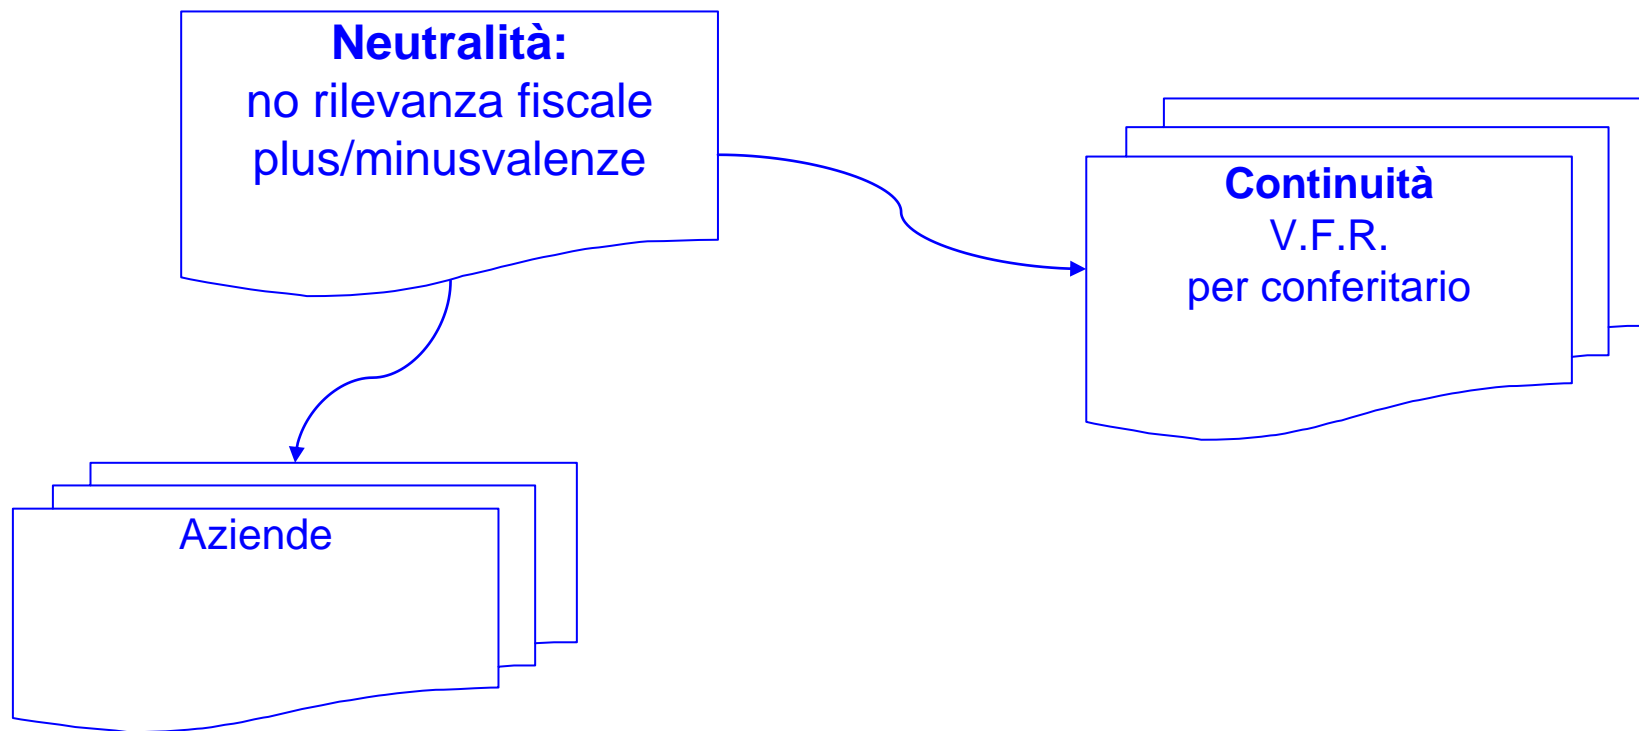 Neutralità:
no rilevanza fiscale
plus/minusvalenze
Continuità
V.F.R.
per conferitario
Aziende